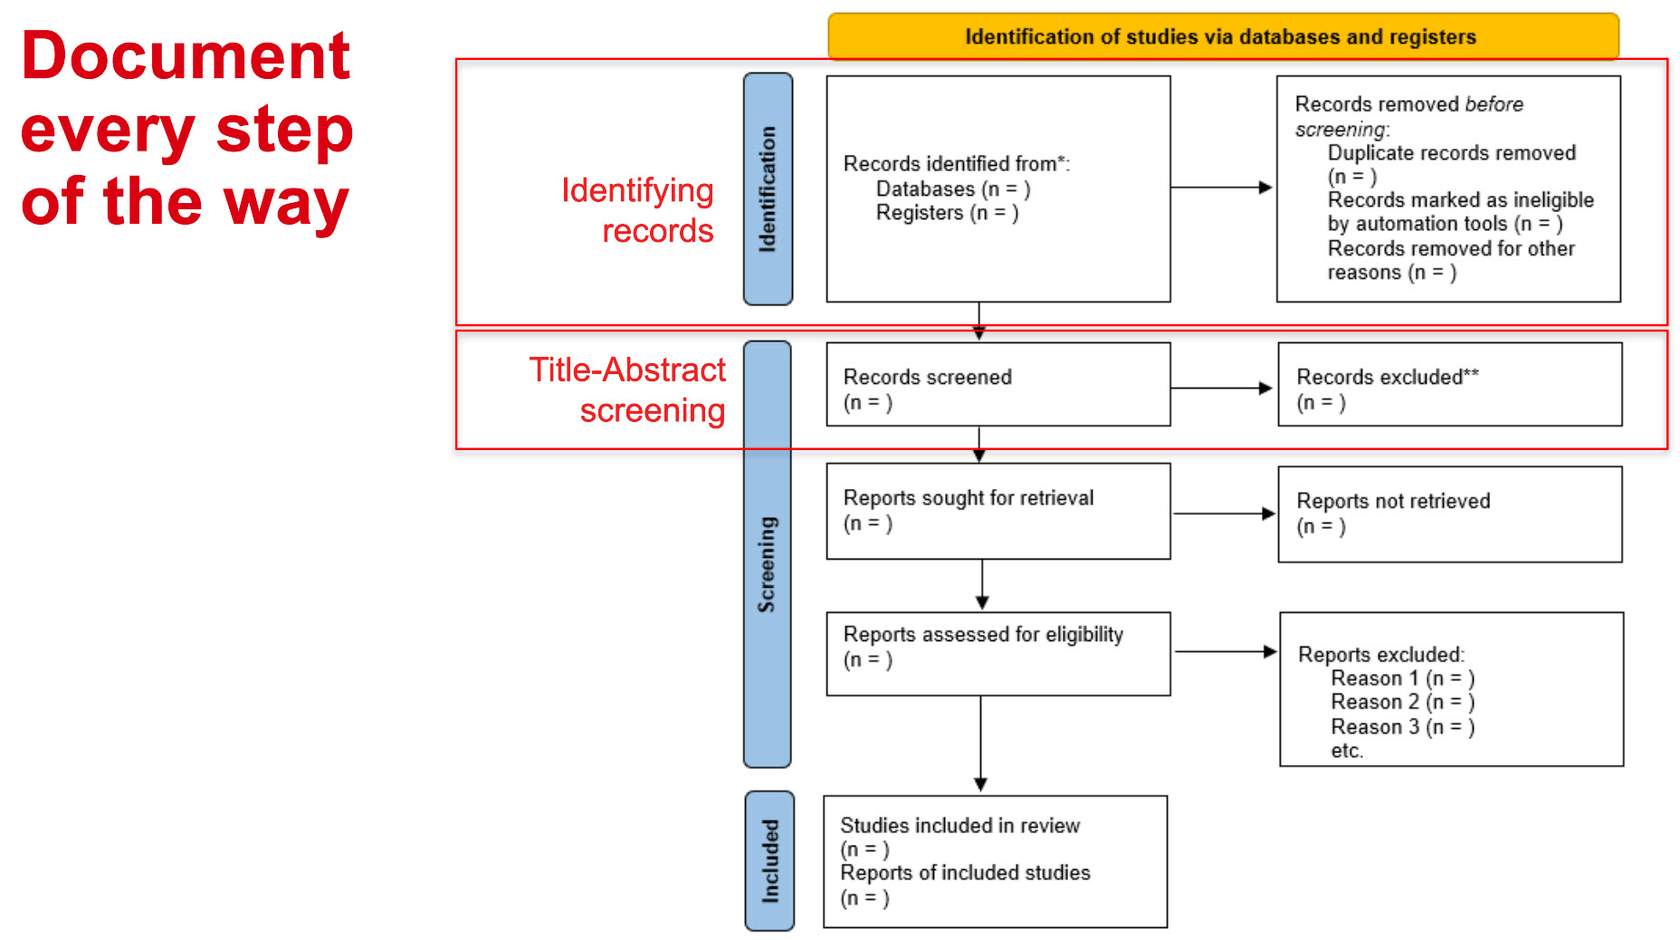 Document
every step
of the way
Identification of studies via databases and registers
Identifying
records
Identification
Records identified from*:
Databases (n = )
Registers (n = )
Records removed before
screening:
Duplicate records removed
(n = )
Records marked as ineligible
by automation tools (n = )
Records removed for other
reasons (n = )
Title-Abstract
screening
Screening
Records screened
(n = )
Records excluded**
(n = )
Reports sought for retrieval
(n = )
Reports not retrieved
(n = )
Reports assessed for eligibility
(n = )
Reports excluded:
Reason 1 (n = )
Reason 2 (n = )
Reason 3 (n = )
etc.
Included
Studies included in review
(n = )
Reports of included studies
(n = )